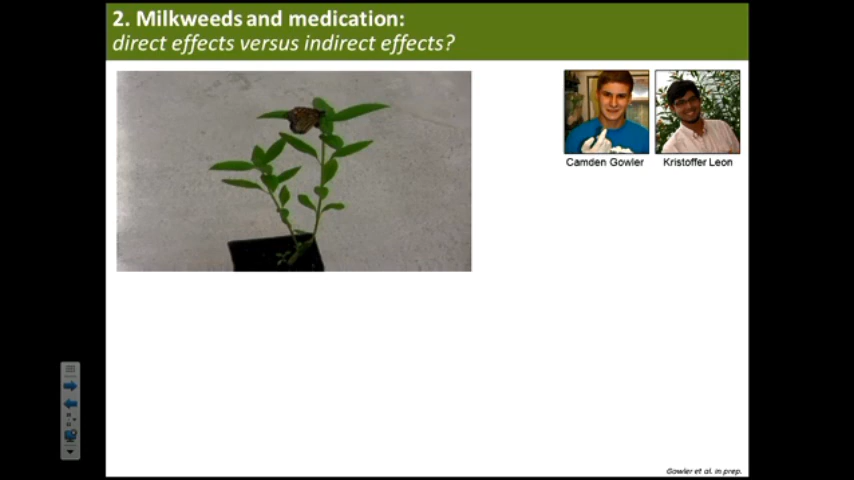 2. Milkweeds and medication:
direct effects versus indirect effects?
Camden Gowler
Kristoffer Leon
Gowler et al. in prep.